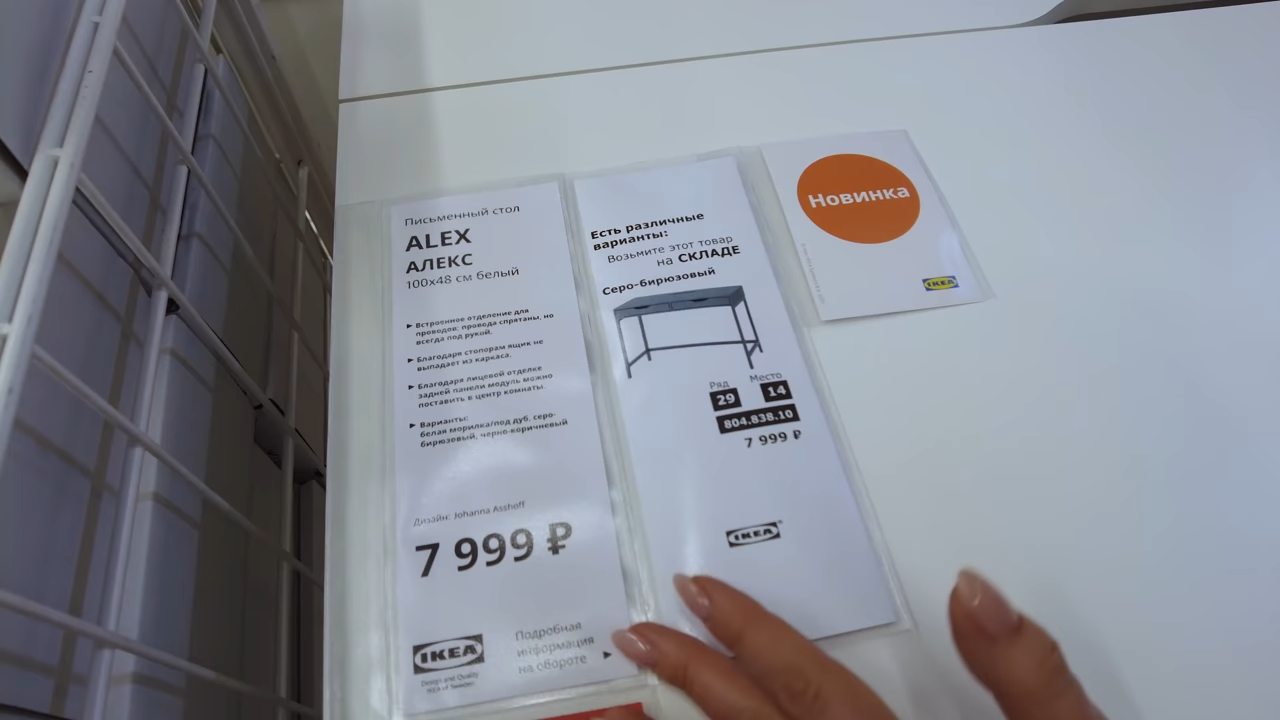 Письменный стол
ALEX
АЛЕКС
100x48 см белый
► Встроенное отделение для
проводов; провода спрятаны, но
всегда под рукой.
► Благодаря стопорам ящик не
выпадает из каркаса.
► Благодаря лицевой отделке
задней панели модуль можно
поставить в центр комнаты.
► Варианты:
белая морилка/под дуб, серо-
бирюзовый, черно-коричневый
Дизайн: Johanna Asshoff
7 999 ₽
IKEA
Design and Quality
IKEA of Sweden
Подробная
информация
на обороте ►
Есть различные
варианты:
Возьмите этот товар
на СКЛАДЕ
Серо-бирюзовый
Ряд Место
29 14
804.838.10
7 999 ₽
IKEA
Новинка
IKEA